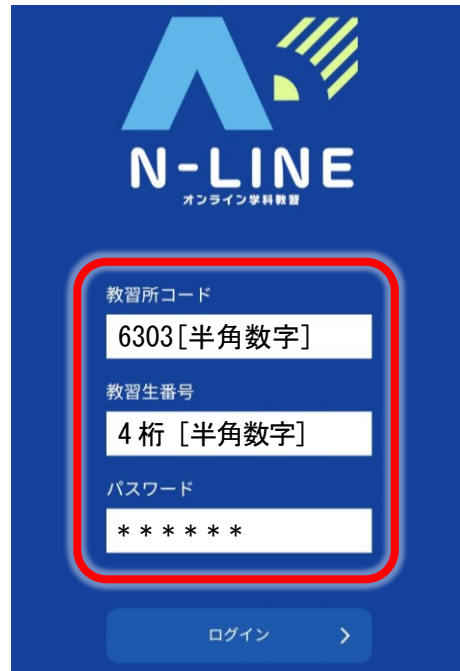 N-LINE
オンライン学科教習
教習所コード
6303[半角数字]
教習生番号
4桁 [半角数字]
パスワード
******
ログイン